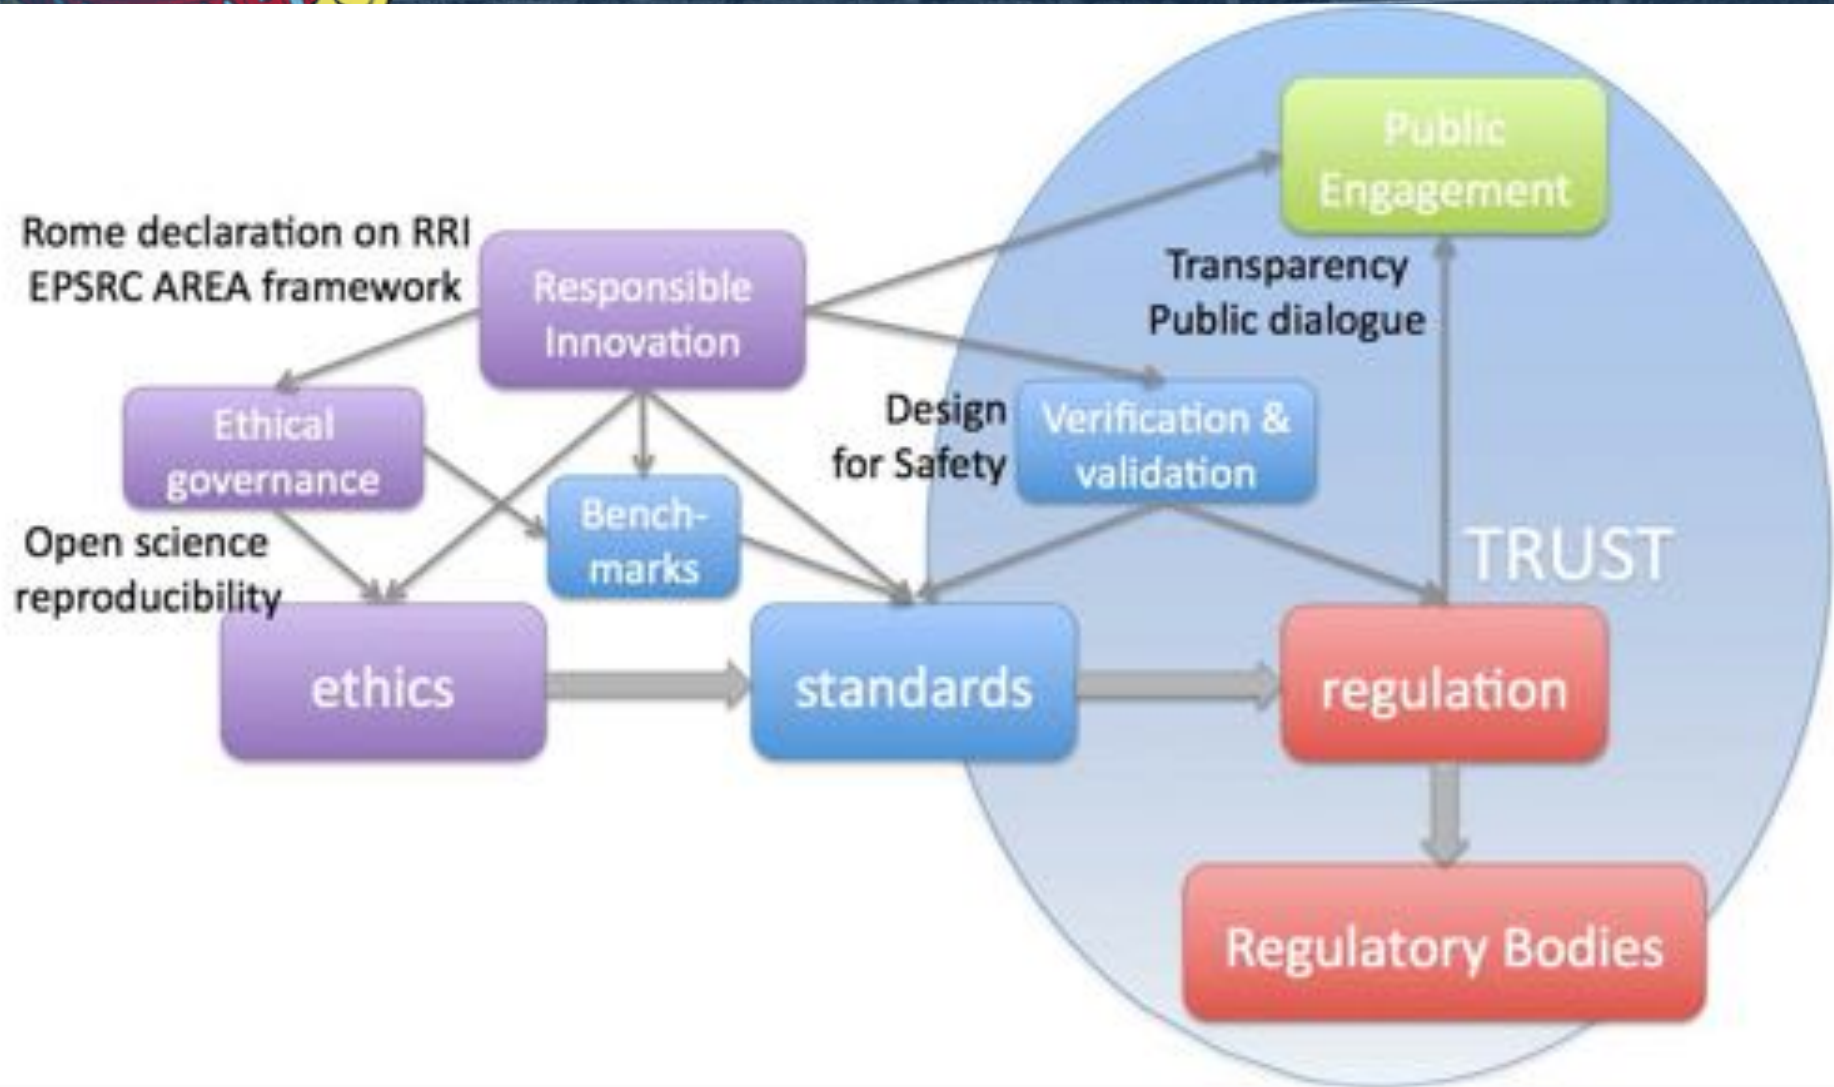 Public
Engagement
Rome declaration on RRI
EPSRC AREA framework
Responsible
Innovation
Transparency
Public dialogue
Ethical
governance
Design
for Safety
Verification &
validation
Bench-
marks
Open science
reproducibility
TRUST
ethics
standards
regulation
Regulatory Bodies